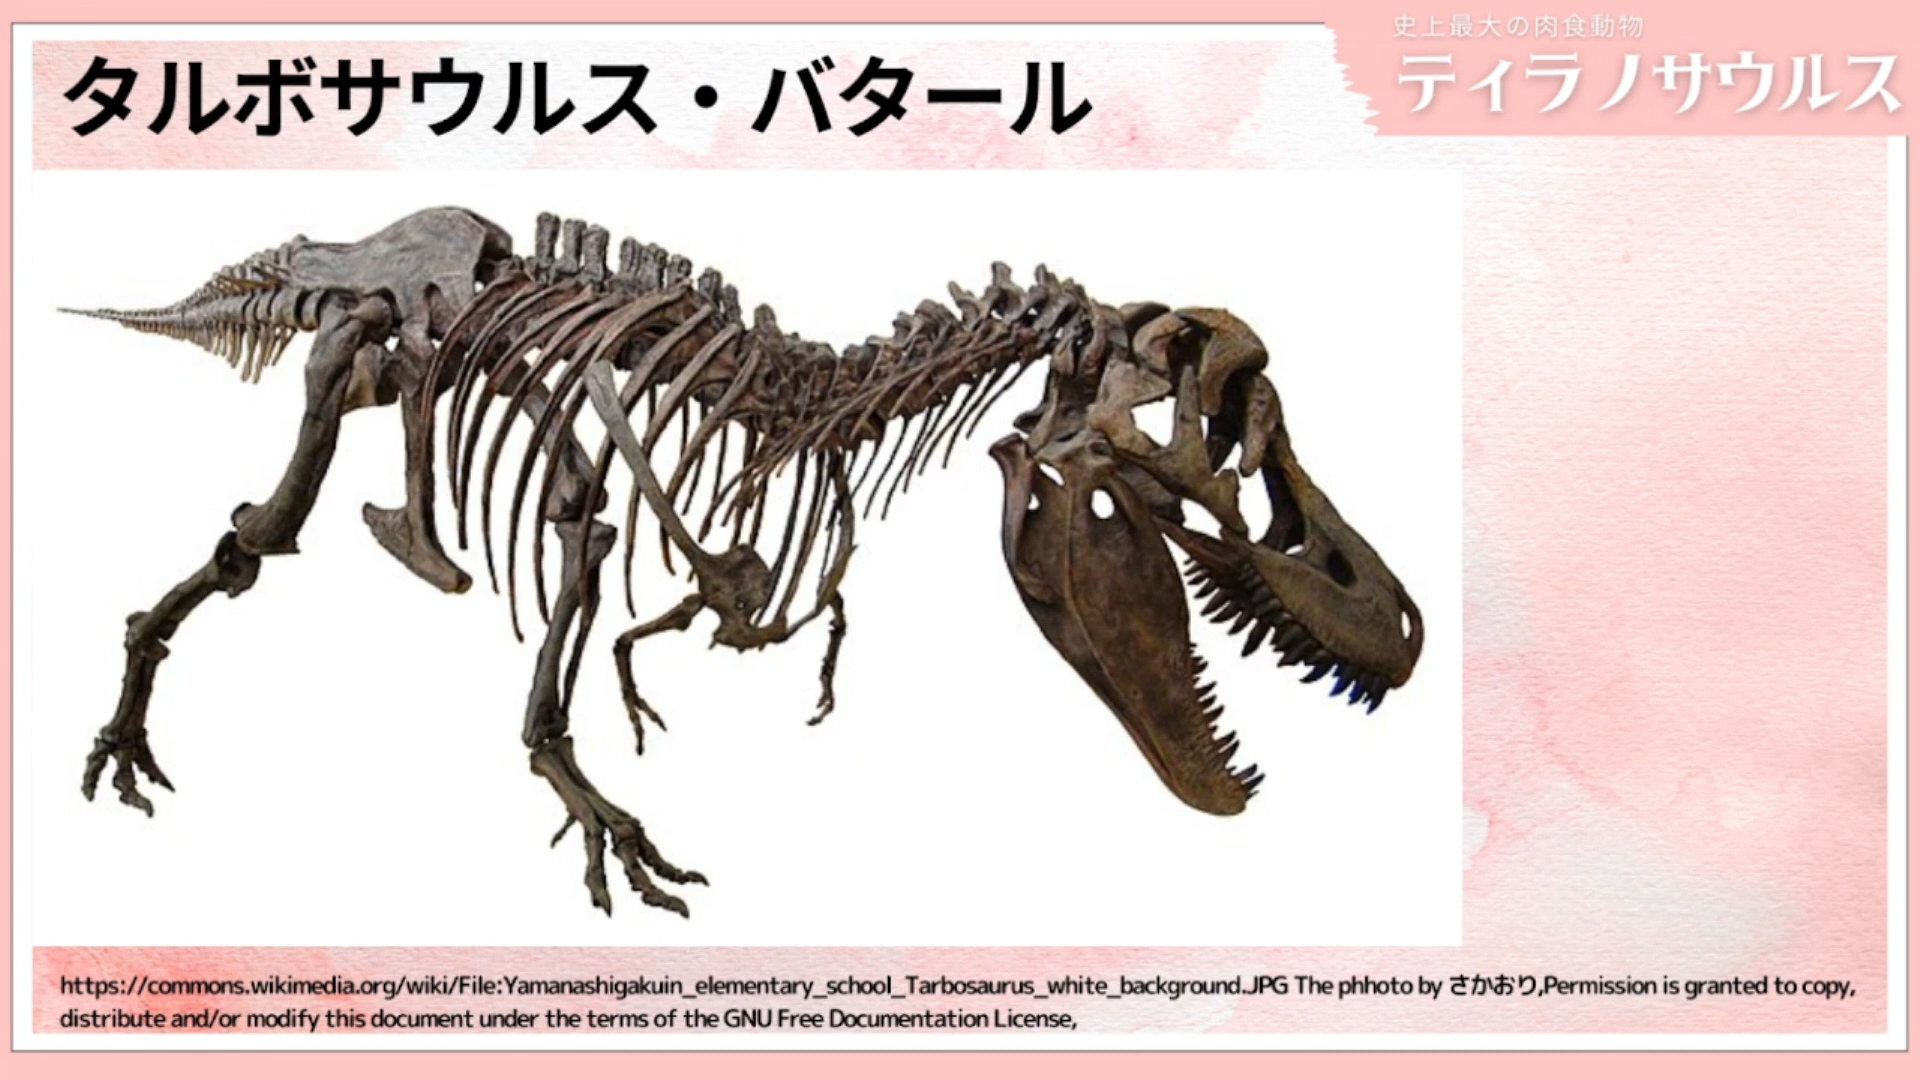 史上最大の肉食動物
ティラノサウルス
タルボサウルス・バタール
https://commons.wikimedia.org/wiki/File:Yamanashigakuin_elementary_school_Tarbosaurus_white_background.JPG The phhoto by さかおり,Permission is granted to copy,
distribute and/or modify this document under the terms of the GNU Free Documentation License,